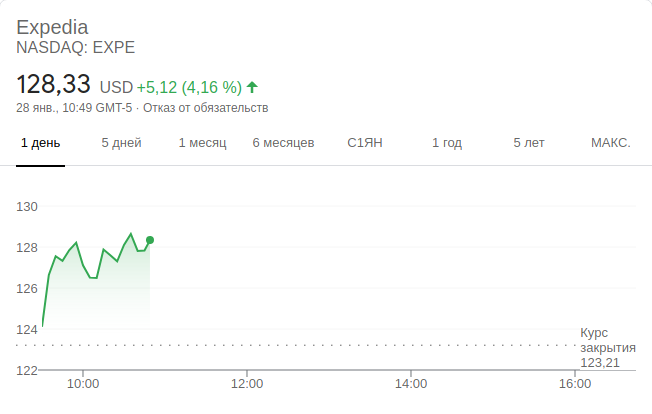 Expedia
NASDAQ: EXPE
128,33 USD +5,12 (4,16 %)
28 янв., 10:49 GMT-5 · Отказ от обязательств
1 день 5 дней 1 месяц 6 месяцев С1ЯН 1 год 5 лет МАКС.
130
128
126
124
Курс
закрытия
123,21
122
10:00 12:00 14:00 16:00